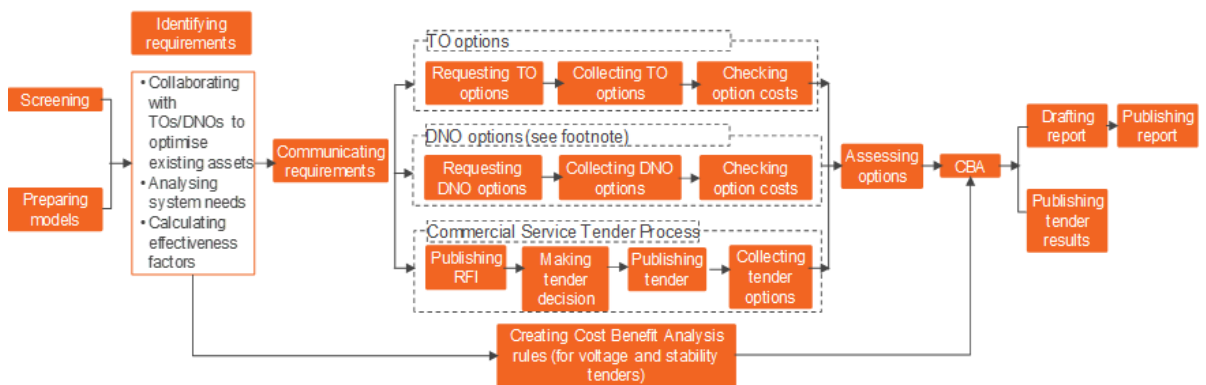 Identifying
requirements
Screening
Preparing
models
• Collaborating
with
TOs/DNOs to
optimise
existing assets
• Analysing
system needs
• Calculating
effectiveness
factors
Communicating
requirements
TO options
Requesting TO
options
Collecting TO
options
Checking
option costs
DNO options (see footnote)
Requesting
DNO options
Collecting DNO
options
Checking
option costs
Commercial Service Tender Process
Publishing
RFI
Making
tender
decision
Publishing
tender
Collecting
tender
options
Creating Cost Benefit Analysis
rules (for voltage and stability
tenders)
Assessing
options
CBA
Drafting
report
Publishing
report
Publishing
tender
results